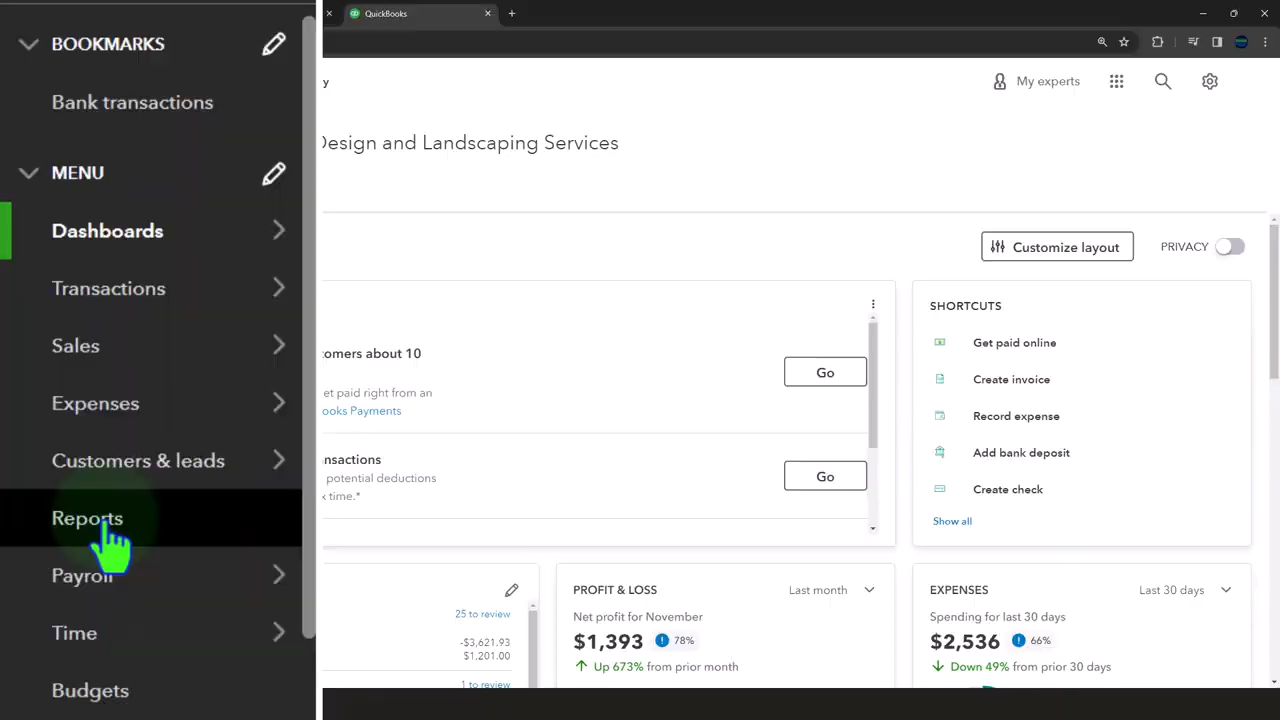 QuickBooks
BOOKMARKS
Bank transactions
MENU
Dashboards
Transactions
Sales
Expenses
Customers & leads
Reports
Payroll
Time
Budgets
y
My experts
Design and Landscaping Services
Customize layout
PRIVACY
omers about 10
et paid right from an
ooks Payments
Go
nsactions
potential deductions
time.*
Go
SHORTCUTS
Get paid online
Create invoice
Record expense
Add bank deposit
Create check
Show all
25 to review
-$3,621.93
$1,201.00
1 to review
PROFIT & LOSS
Last month
Net profit for November
$1,393
78%
Up 673% from prior month
EXPENSES
Last 30 days
Spending for last 30 days
$2,536
66%
Down 49% from prior 30 days